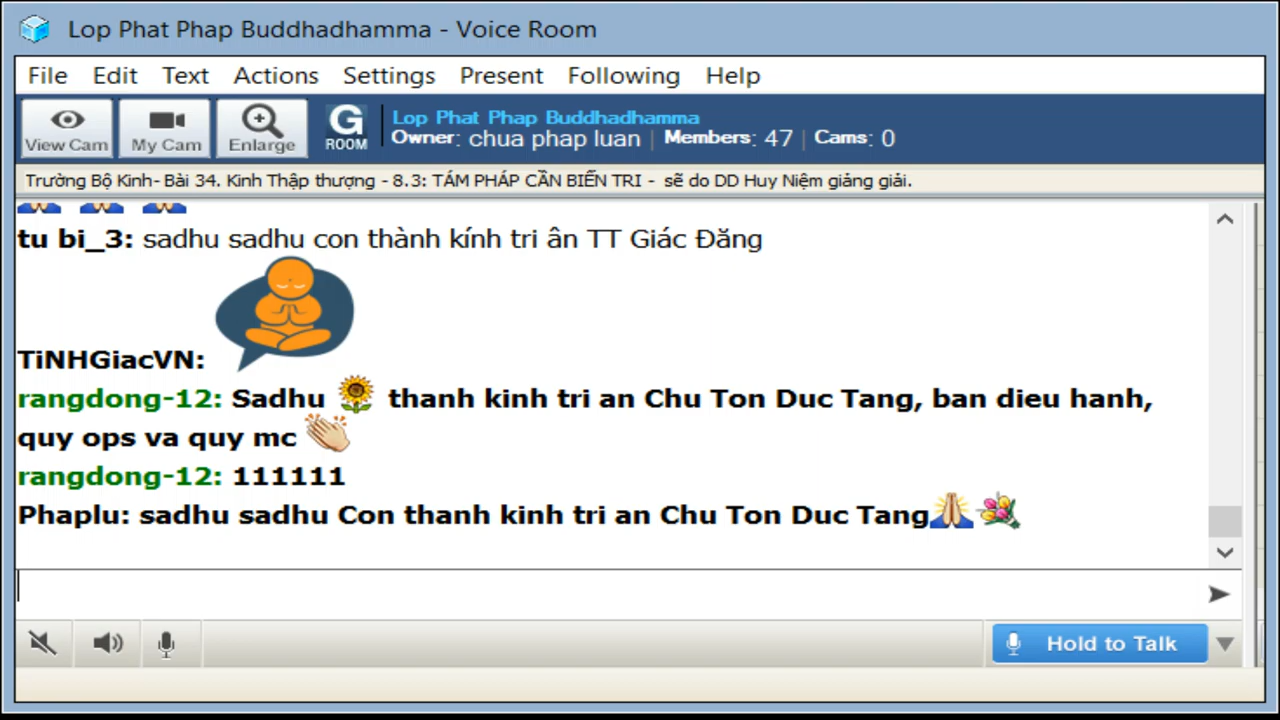 Lop Phat Phap Buddhadhamma - Voice Room
File Edit Text Actions Settings Present Following Help
View Cam My Cam Enlarge G ROOM
Lop Phat Phap Buddhadhamma
Owner: chua phap luan | Members: 47 | Cams: 0
Trường Bộ Kinh- Bài 34. Kinh Thập thượng - 8.3: TÁM PHÁP CẦN BIẾN TRI - sẽ do DD Huy Niệm giảng giải.
tu bi_3: sadhu sadhu con thành kính tri ân TT Giác Đăng
TiNHGiacVN:
rangdong-12: Sadhu thanh kinh tri an Chu Ton Duc Tang, ban dieu hanh,
quy ops va quy mc
rangdong-12: 111111
Phaplu: sadhu sadhu Con thanh kinh tri an Chu Ton Duc Tang
Hold to Talk